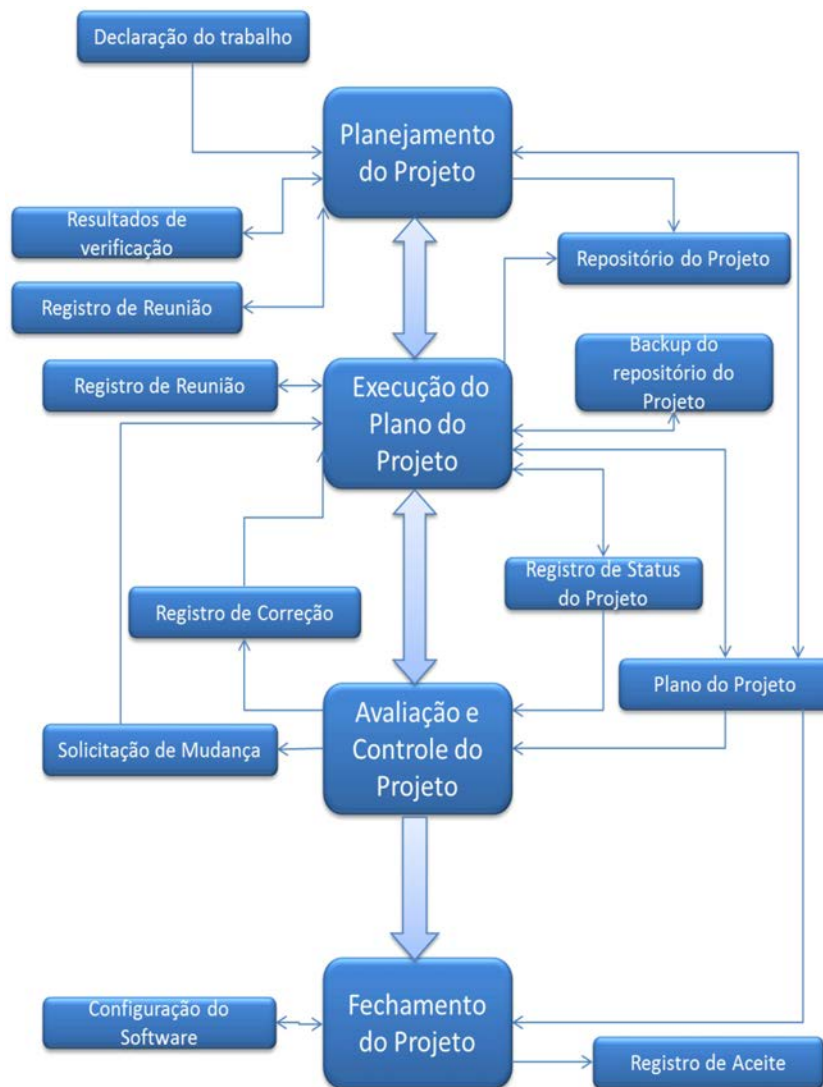 Declaração do trabalho
Planejamento
do Projeto
Resultados de
verificação
Repositório do Projeto
Registro de Reunião
Backup do
repositório do
Projeto
Registro de Reunião
Execução do
Plano do
Projeto
Registro de Status
do Projeto
Registro de Correção
Plano do Projeto
Avaliação e
Controle do
Projeto
Solicitação de Mudança
Configuração do
Software
Fechamento
do Projeto
Registro de Aceite